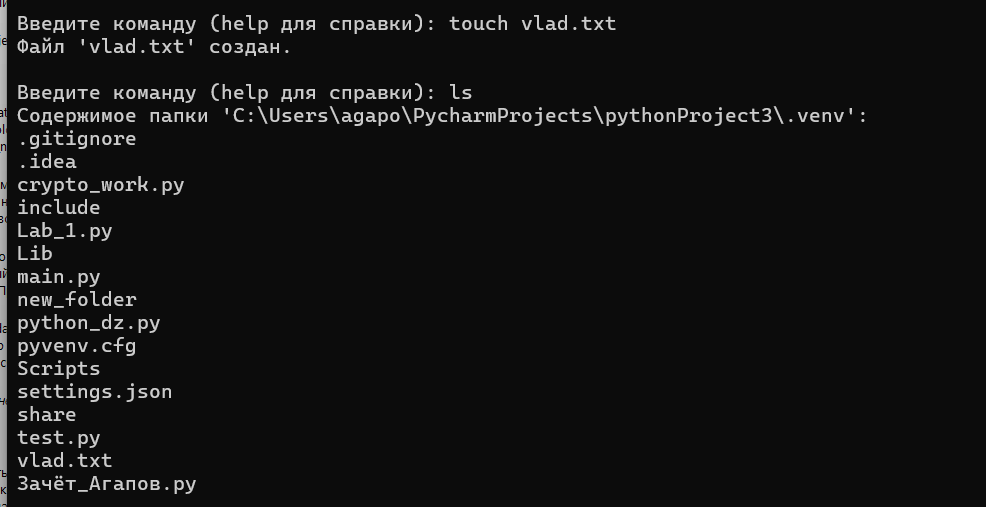 Введите команду (help для справки): touch vlad.txt
Файл 'vlad.txt' создан.
Введите команду (help для справки): ls
Содержимое папки 'C:\Users\agapo\PycharmProjects\pythonProject3\.venv':
.gitignore
.idea
crypto_work.py
include
Lab_1.py
Lib
main.py
new_folder
python_dz.py
pyvenv.cfg
Scripts
settings.json
share
test.py
vlad.txt
Зачёт_Агапов.py